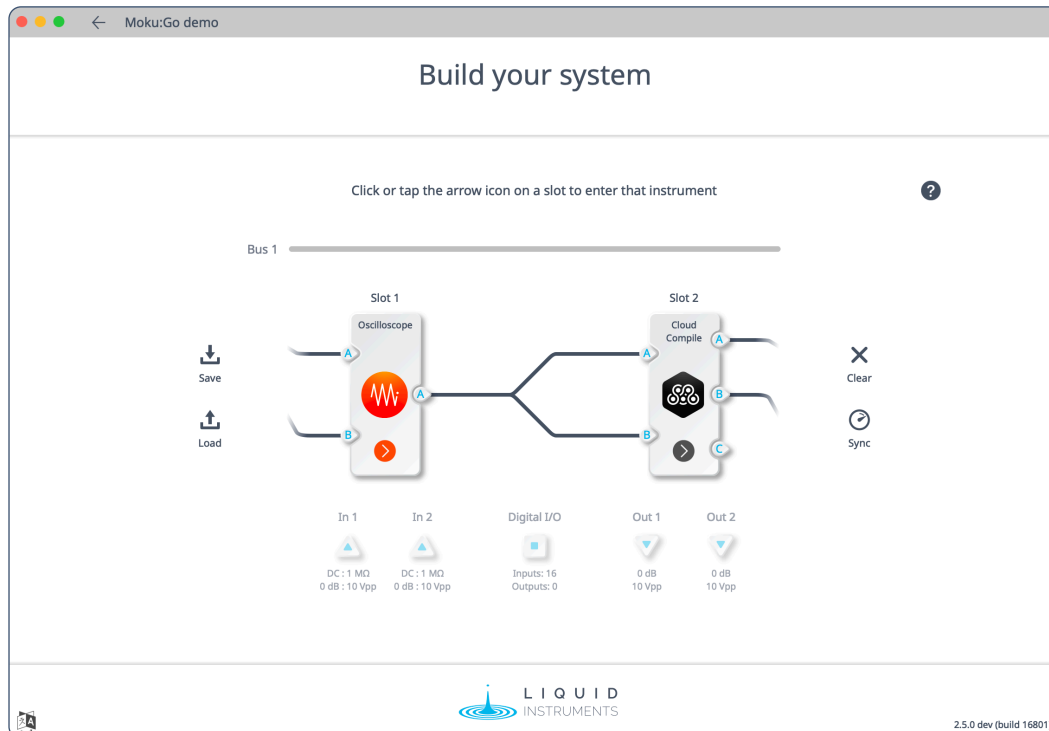 Moku:Go demo
Build your system
Click or tap the arrow icon on a slot to enter that instrument
?
Bus 1
Slot 1
Slot 2
Oscilloscope
Cloud
Compile
A
A
A
A
B
B
B
C
Save
Load
Clear
Sync
In 1
In 2
Digital I/O
Out 1
Out 2
DC : 1 MΩ
0 dB : 10 Vpp
DC : 1 MΩ
0 dB : 10 Vpp
Inputs: 16
Outputs: 0
0 dB
10 Vpp
0 dB
10 Vpp
LIQUID
INSTRUMENTS
2.5.0 dev (build 16801